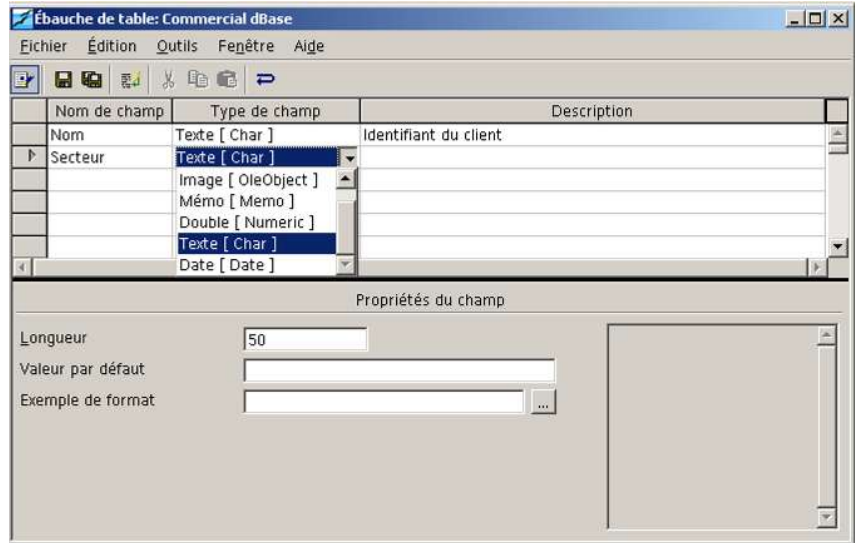 Ébauche de table: Commercial dBase
Fichier Édition Outils Fenêtre Aide
Nom de champ Type de champ Description
Nom Texte [ Char ] Identifiant du client
Secteur Texte [ Char ]
Image [ OleObject ]
Mémo [ Memo ]
Double [ Numeric ]
Texte [ Char ]
Date [ Date ]
Propriétés du champ
Longueur 50
Valeur par défaut
Exemple de format ...